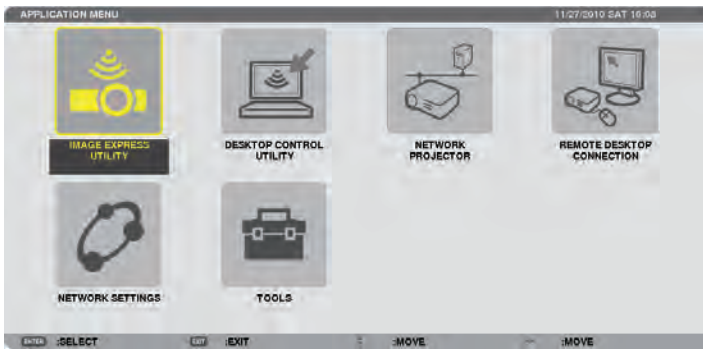 APPLICATION MENU
11/27/2010 SAT 16:08
IMAGE EXPRESS
UTILITY
DESKTOP CONTROL
UTILITY
NETWORK
PROJECTOR
REMOTE DESKTOP
CONNECTION
NETWORK SETTINGS
TOOLS
ENTER :SELECT
EXIT :EXIT
:MOVE
:MOVE